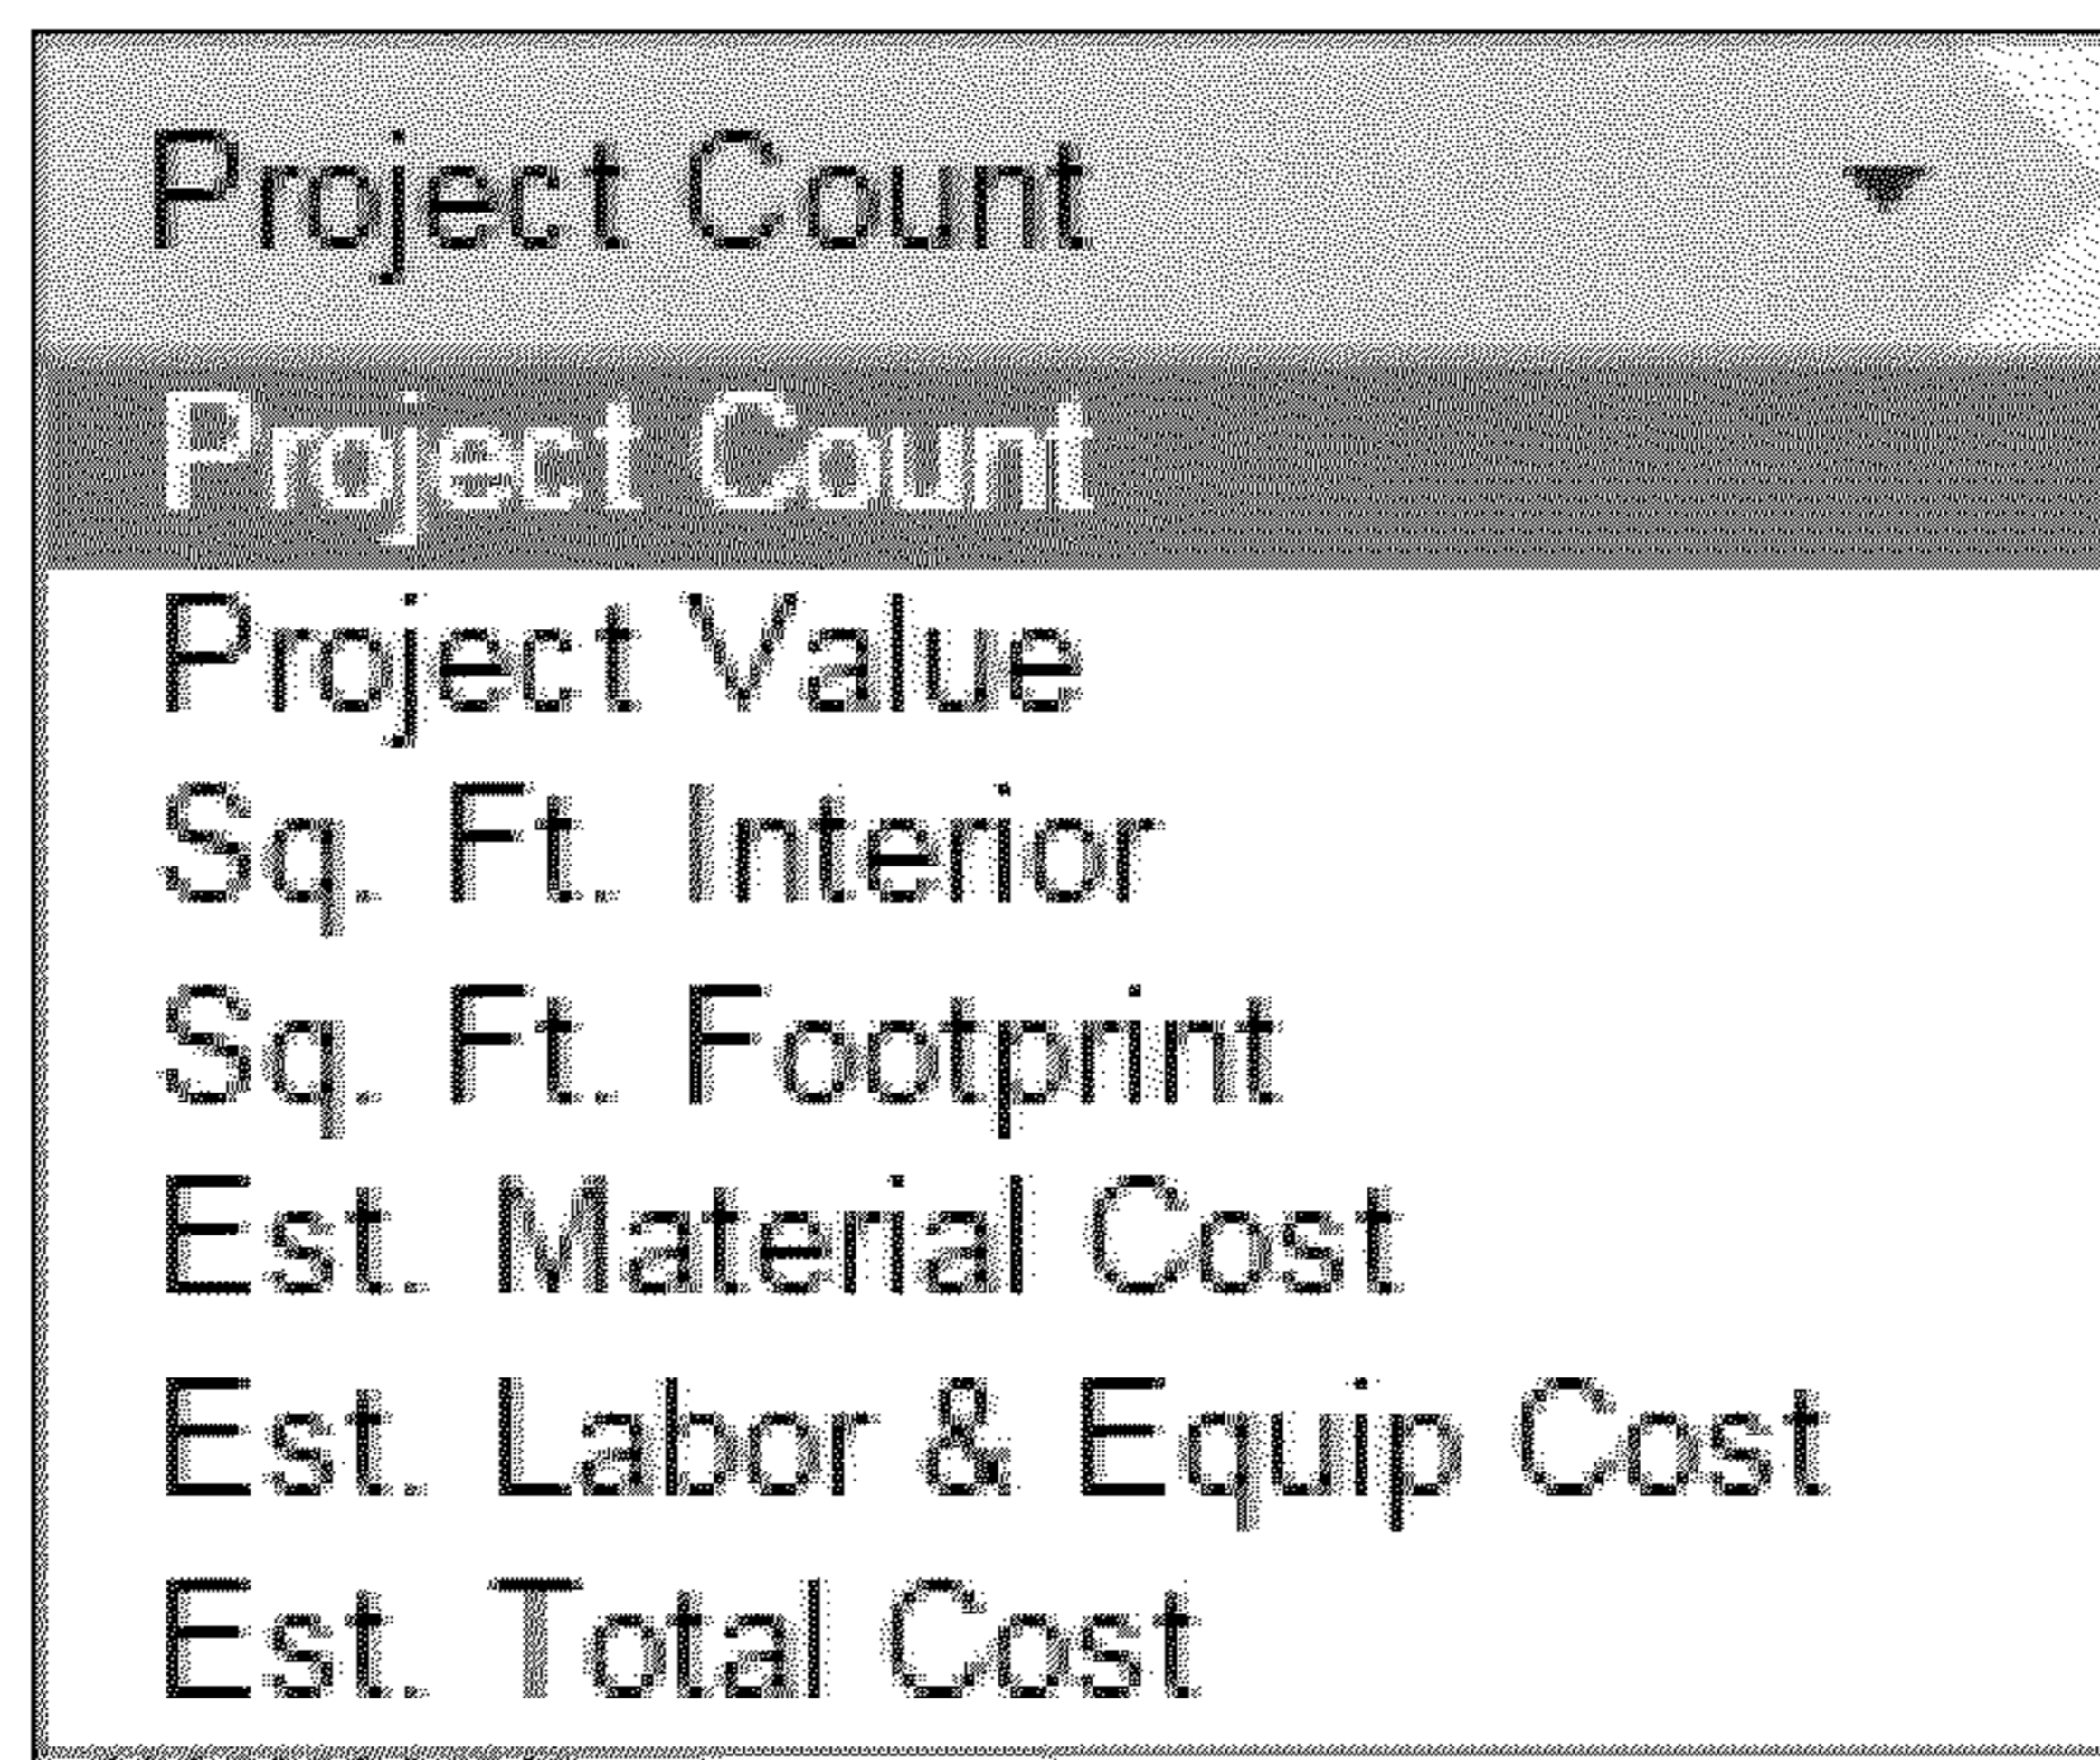 Project Count
Project Count
Project Value
Sq. Ft. Interior
Sq. Ft. Footprint
Est. Material Cost
Est. Labor & Equip Cost
Est. Total Cost